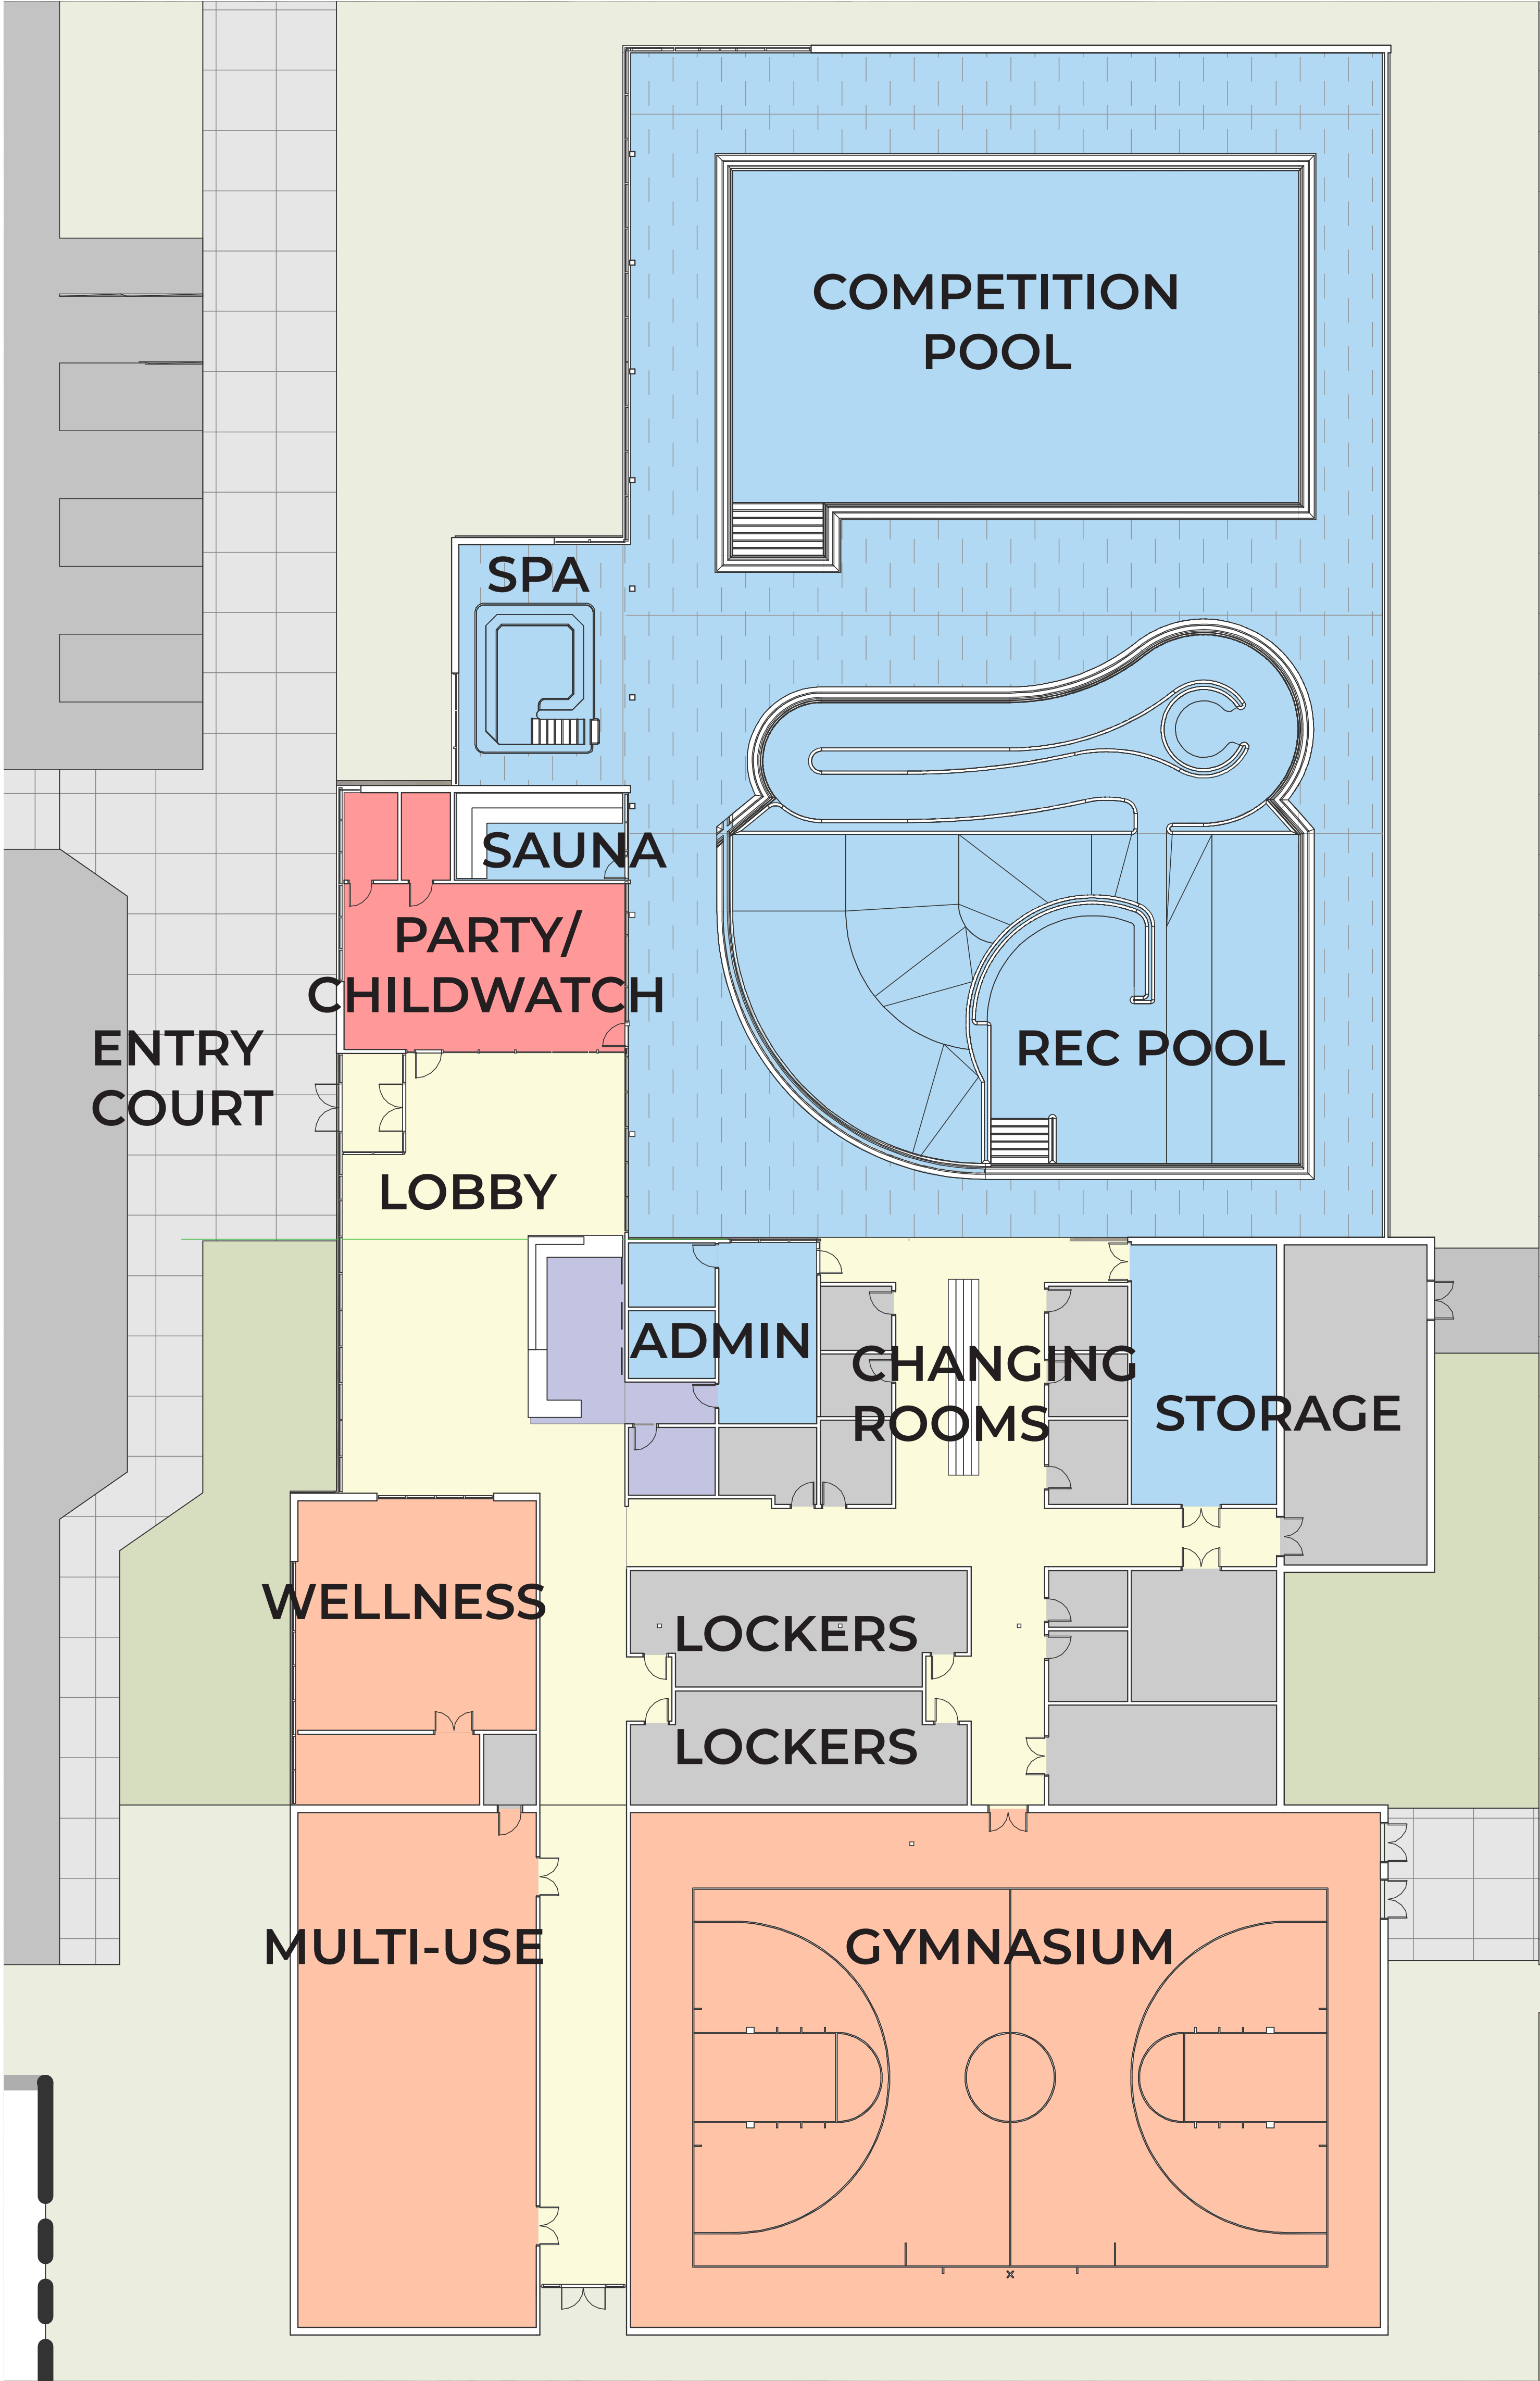 COMPETITION
POOL
SPA
SAUNA
PARTY/
CHILDWATCH
ENTRY
COURT
REC POOL
LOBBY
ADMIN
CHANGING
ROOMS
STORAGE
WELLNESS
LOCKERS
LOCKERS
MULTI-USE
GYMNASIUM